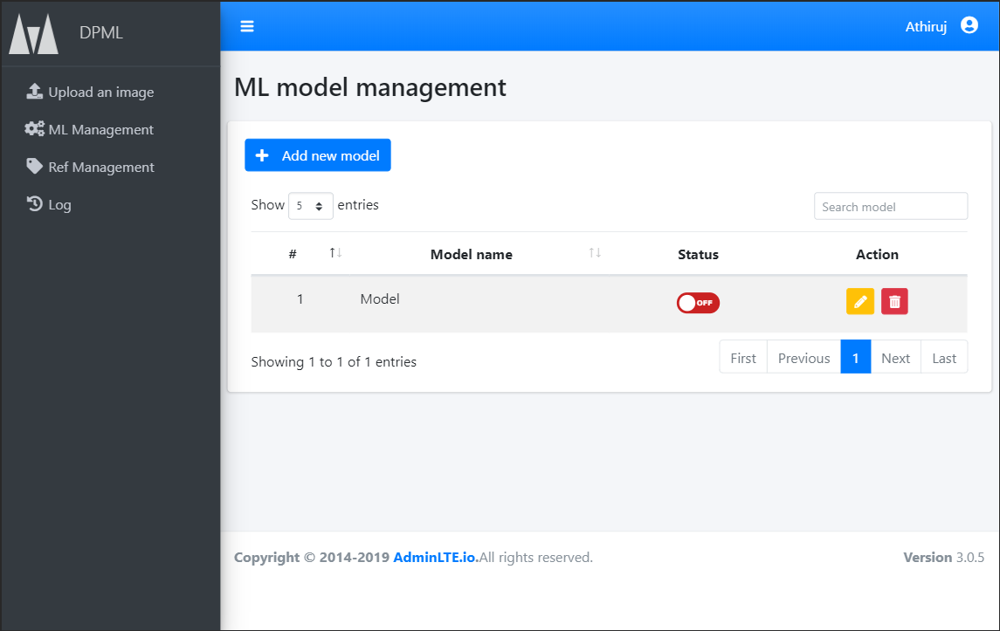 DPML
Athiruj
Upload an image
ML Management
Ref Management
Log
ML model management
Add new model
Show 5 entries
Search model
# Model name Status Action
1 Model OFF
Showing 1 to 1 of 1 entries
First Previous 1 Next Last
Copyright © 2014-2019 AdminLTE.io.All rights reserved.
Version 3.0.5